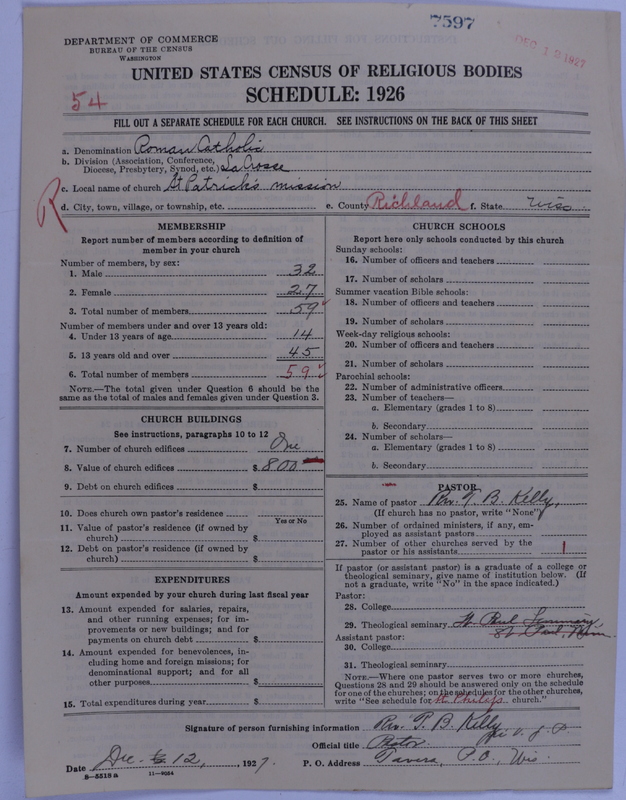 7597
DEC 12 1927
DEPARTMENT OF COMMERCE
BUREAU OF THE CENSUS
WASHINGTON
UNITED STATES CENSUS OF RELIGIOUS BODIES
SCHEDULE: 1926
54
FILL OUT A SEPARATE SCHEDULE FOR EACH CHURCH. SEE INSTRUCTIONS ON THE BACK OF THIS SHEET
a. Denomination Roman Catholic
b. Division (Association, Conference,
Diocese, Presbytery, Synod, etc.) La Crosse
c. Local name of church St Patrick's mission
R
d. City, town, village, or township, etc. e. County Richland f. State Wis
MEMBERSHIP
Report number of members according to definition of
member in your church
Number of members, by sex:
1. Male 32
2. Female 27
3. Total number of members 59
Number of members under and over 13 years old:
4. Under 13 years of age 14
5. 13 years old and over 45
6. Total number of members 59
NOTE.—The total given under Question 6 should be
same as the total of males and females given under Question 3.
CHURCH BUILDINGS
See instructions, paragraphs 10 to 12
7. Number of church edifices One
8. Value of church edifices $ 800
9. Debt on church edifices $
10. Does church own pastor's residence
Yes or No
11. Value of pastor's residence (if owned by
church) $
12. Debt on pastor's residence (if owned by
church) $
EXPENDITURES
Amount expended by your church during last fiscal year
13. Amount expended for salaries, repairs,
and other running expenses; for im-
provements or new buildings; and for
payments on church debt $
14. Amount expended for benevolences, in-
cluding home and foreign missions; for
denominational support; and for all
other purposes $
15. Total expenditures during year $
CHURCH SCHOOLS
Report here only schools conducted by this church
Sunday schools:
16. Number of officers and teachers
17. Number of scholars
Summer vacation Bible schools:
18. Number of officers and teachers
19. Number of scholars
Week-day religious schools:
20. Number of officers and teachers
21. Number of scholars
Parochial schools:
22. Number of administrative officers
23. Number of teachers—
a. Elementary (grades 1 to 8)
b. Secondary
24. Number of scholars—
a. Elementary (grades 1 to 8)
b. Secondary
PASTOR
25. Name of pastor Rev. P. B. Kelly,
(If church has no pastor, write "None")
26. Number of ordained ministers, if any, em-
ployed as assistant pastors
27. Number of other churches served by the
pastor or his assistants 1
If pastor (or assistant pastor) is a graduate of a college or
theological seminary, give name of institution below. (If
not a graduate, write "No" in the space indicated.)
Pastor:
28. College
29. Theological seminary St Paul Seminary
St Paul, Minn.
Assistant pastor:
30. College
31. Theological seminary
NOTE.—Where one pastor serves two or more churches,
Questions 28 and 29 should be answered only on the schedule
for one of the churches; on the schedules for the other churches,
write "See schedule for St. Philip's church."
Signature of person furnishing information Rev. P. B. Kelly
Official title Pastor
Date Dec. 12, 1927. P. O. Address Tavera, P.O., Wis.
8-5518 a 11-9054